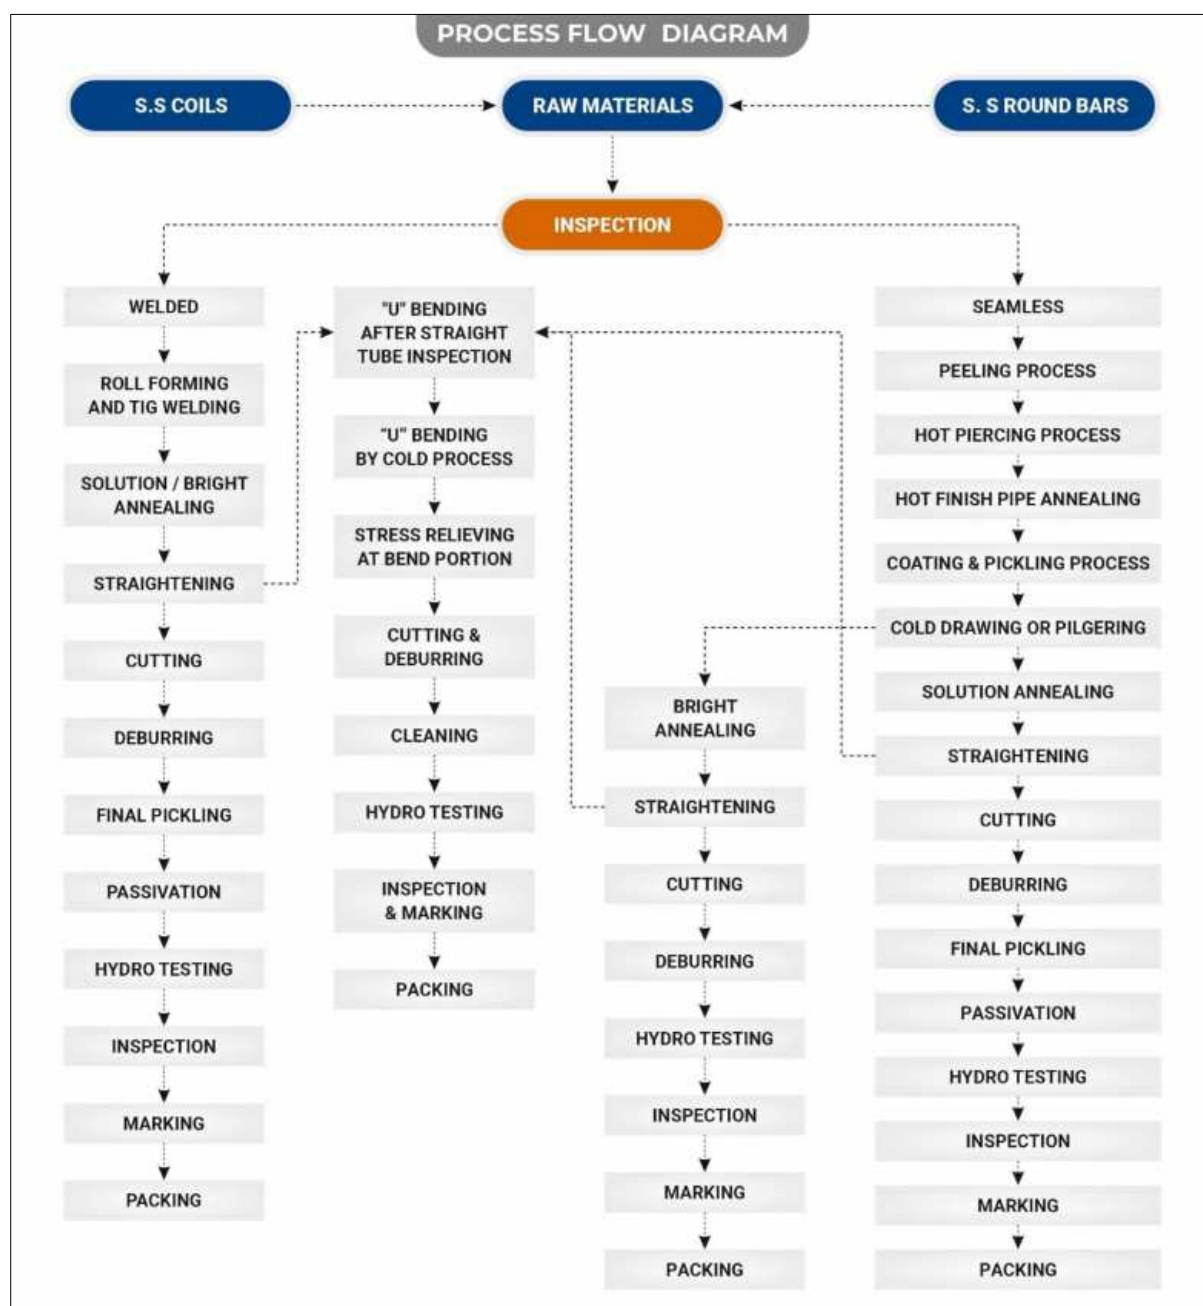 PROCESS FLOW DIAGRAM
S.S COILS
RAW MATERIALS
S. S ROUND BARS
INSPECTION
WELDED
ROLL FORMING
AND TIG WELDING
SOLUTION / BRIGHT
ANNEALING
STRAIGHTENING
CUTTING
DEBURRING
FINAL PICKLING
PASSIVATION
HYDRO TESTING
INSPECTION
MARKING
PACKING
"U" BENDING
AFTER STRAIGHT
TUBE INSPECTION
“U” BENDING
BY COLD PROCESS
STRESS RELIEVING
AT BEND PORTION
CUTTING &
DEBURRING
CLEANING
HYDRO TESTING
INSPECTION
& MARKING
PACKING
BRIGHT
ANNEALING
STRAIGHTENING
CUTTING
DEBURRING
HYDRO TESTING
INSPECTION
MARKING
PACKING
SEAMLESS
PEELING PROCESS
HOT PIERCING PROCESS
HOT FINISH PIPE ANNEALING
COATING & PICKLING PROCESS
COLD DRAWING OR PILGERING
SOLUTION ANNEALING
STRAIGHTENING
CUTTING
DEBURRING
FINAL PICKLING
PASSIVATION
HYDRO TESTING
INSPECTION
MARKING
PACKING